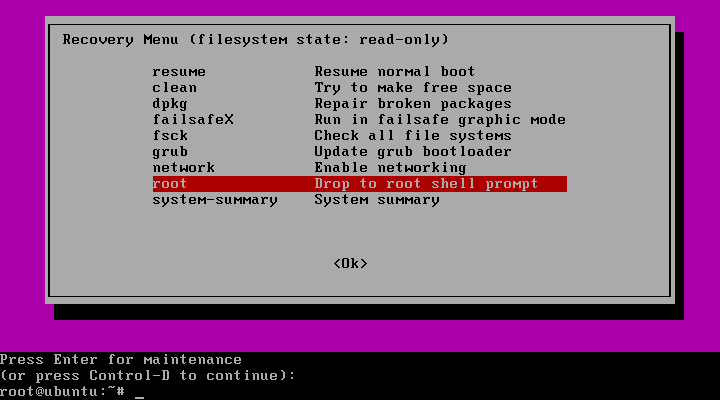 Recovery Menu (filesystem state: read-only)
resume Resume normal boot
clean Try to make free space
dpkg Repair broken packages
failsafeX Run in failsafe graphic mode
fsck Check all file systems
grub Update grub bootloader
network Enable networking
root Drop to root shell prompt
system-summary System summary
<Ok>
Press Enter for maintenance
(or press Control-D to continue):
root@ubuntu:~# _